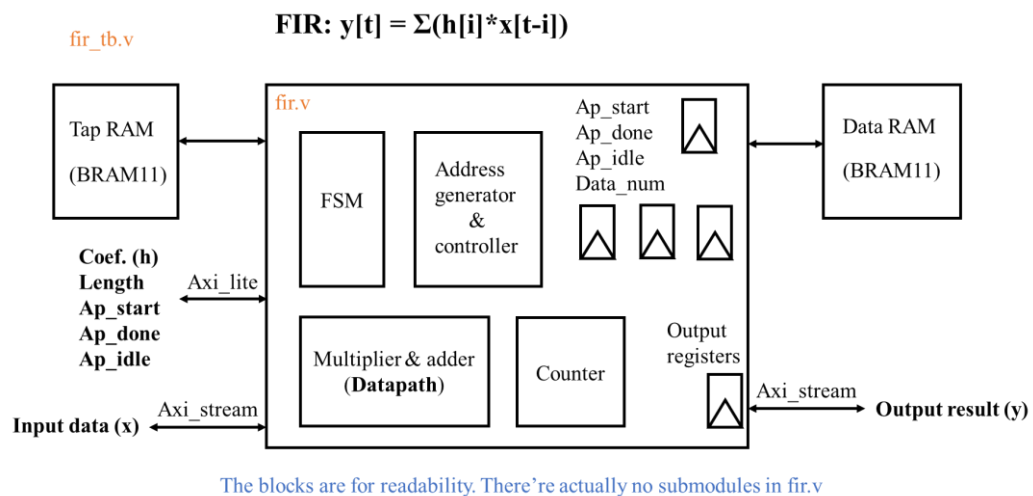 FIR: y[t] = Σ(h[i]*x[t-i])
fir_tb.v
Tap RAM
(BRAM11)
fir.v
FSM
Address
generator
&
controller
Ap_start
Ap_done
Ap_idle
Data_num
Data RAM
(BRAM11)
Coef. (h)
Length
Ap_start
Ap_done
Ap_idle
Axi_lite
Multiplier & adder
(Datapath)
Counter
Output
registers
Input data (x)
Axi_stream
Axi_stream
Output result (y)
The blocks are for readability. There're actually no submodules in fir.v